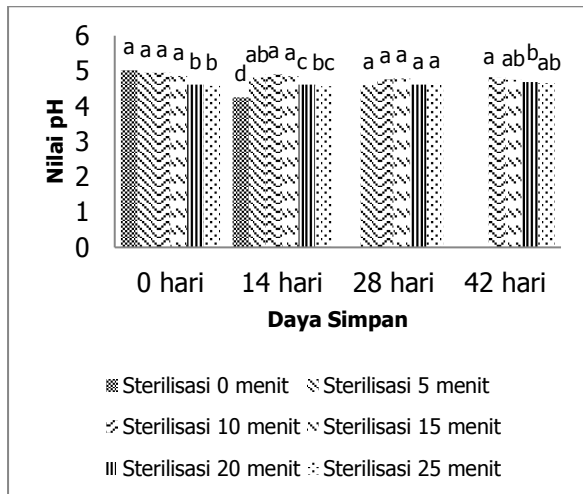 6
5
4
3
2
1
0
Nilai pH
a a a a b b
d ab a a c bc
a a a a a
a ab b ab
0 hari 14 hari 28 hari 42 hari
Daya Simpan
Sterilisasi 0 menit Sterilisasi 5 menit
Sterilisasi 10 menit Sterilisasi 15 menit
Sterilisasi 20 menit Sterilisasi 25 menit